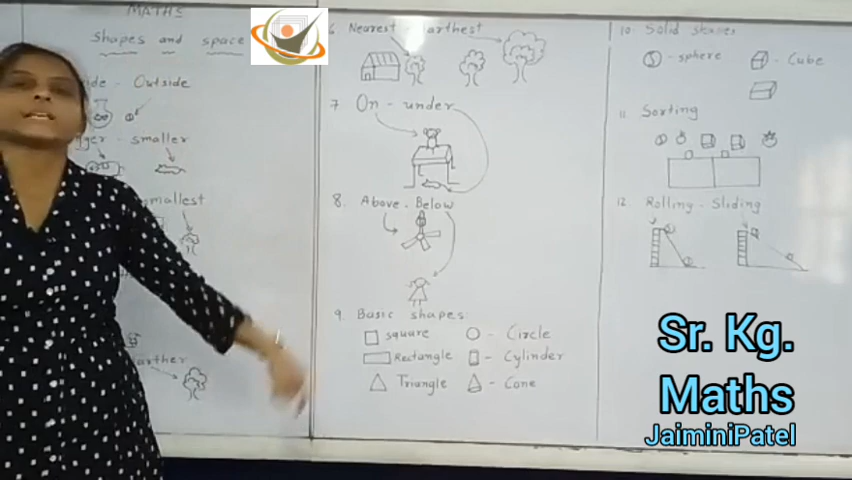 MATHS
Shapes and space
Outside
smaller
smallest
arther
6 Nearest arthest
7 On - under
8. Above - Below
9. Basic shapes
square
Circle
Rectangle
Cylinder
Triangle
Cone
10. Solid shapes
- sphere
- Cube
11. Sorting
12. Rolling - Sliding
Sr. Kg.
Maths
JaiminiPatel